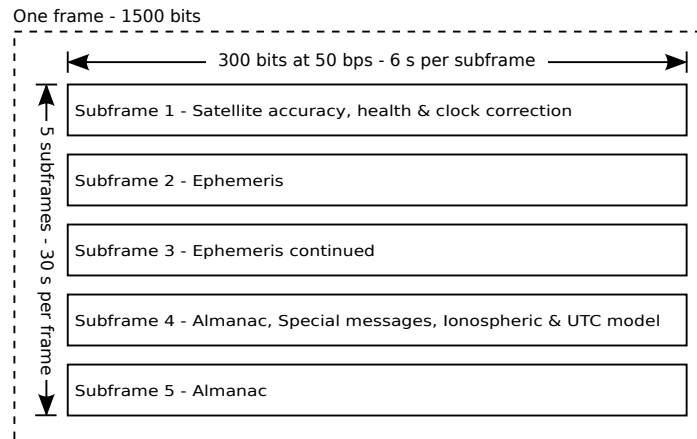 One frame - 1500 bits
300 bits at 50 bps - 6 s per subframe
5 subframes - 30 s per frame
Subframe 1 - Satellite accuracy, health & clock correction
Subframe 2 - Ephemeris
Subframe 3 - Ephemeris continued
Subframe 4 - Almanac, Special messages, Ionospheric & UTC model
Subframe 5 - Almanac